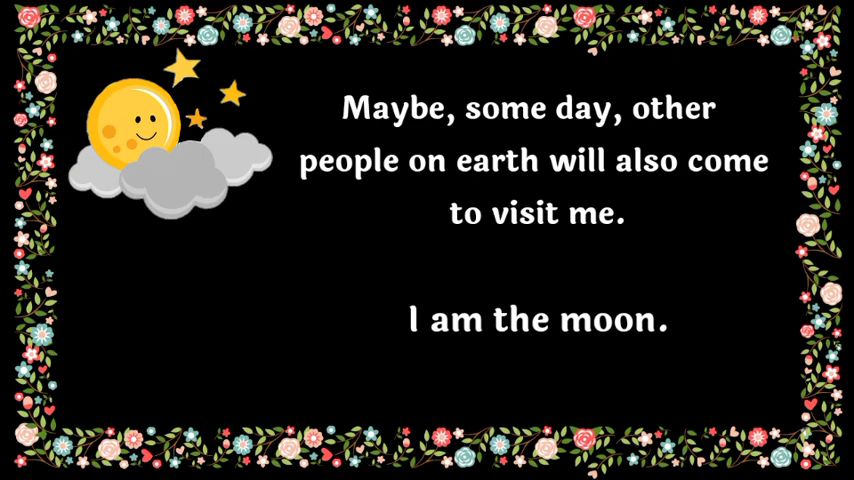 Maybe, some day, other
people on earth will also come
to visit me.
I am the moon.